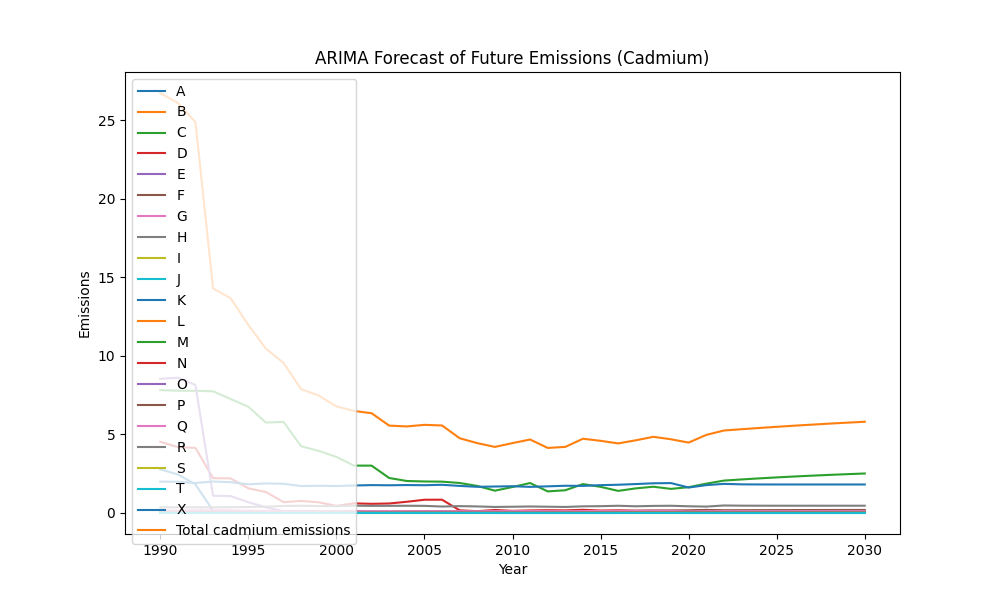 ARIMA Forecast of Future Emissions (Cadmium)
A
B
C
D
E
F
G
H
I
J
K
L
M
N
O
P
Q
R
S
T
X
Total cadmium emissions
25
20
15
10
5
0
Emissions
1990 1995 2000 2005 2010 2015 2020 2025 2030
Year